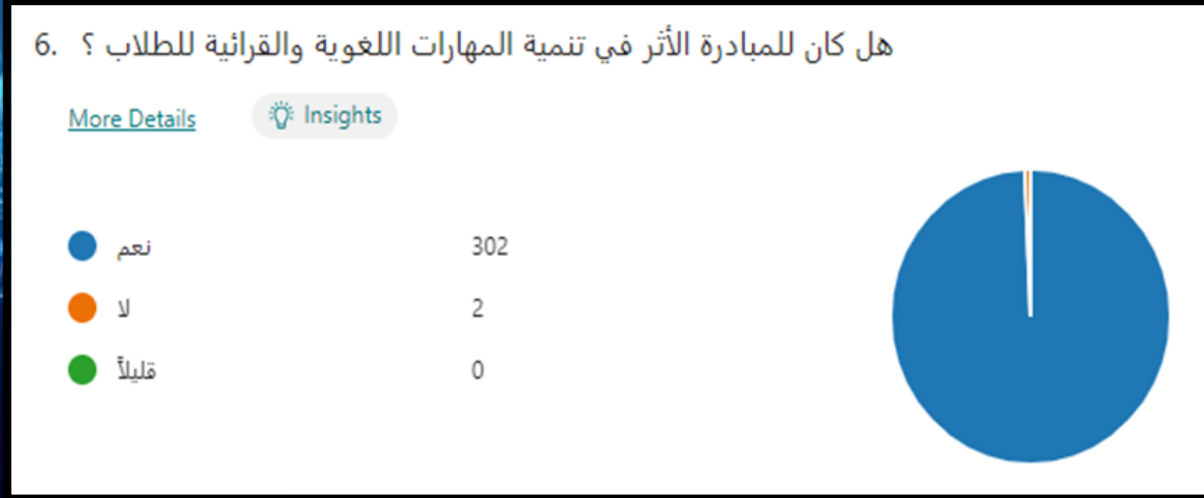 6. هل كان للمبادرة الأثر في تنمية المهارات اللغوية والقرائية للطلاب ؟
More Details
Insights
نعم 302
لا 2
قليلاً 0